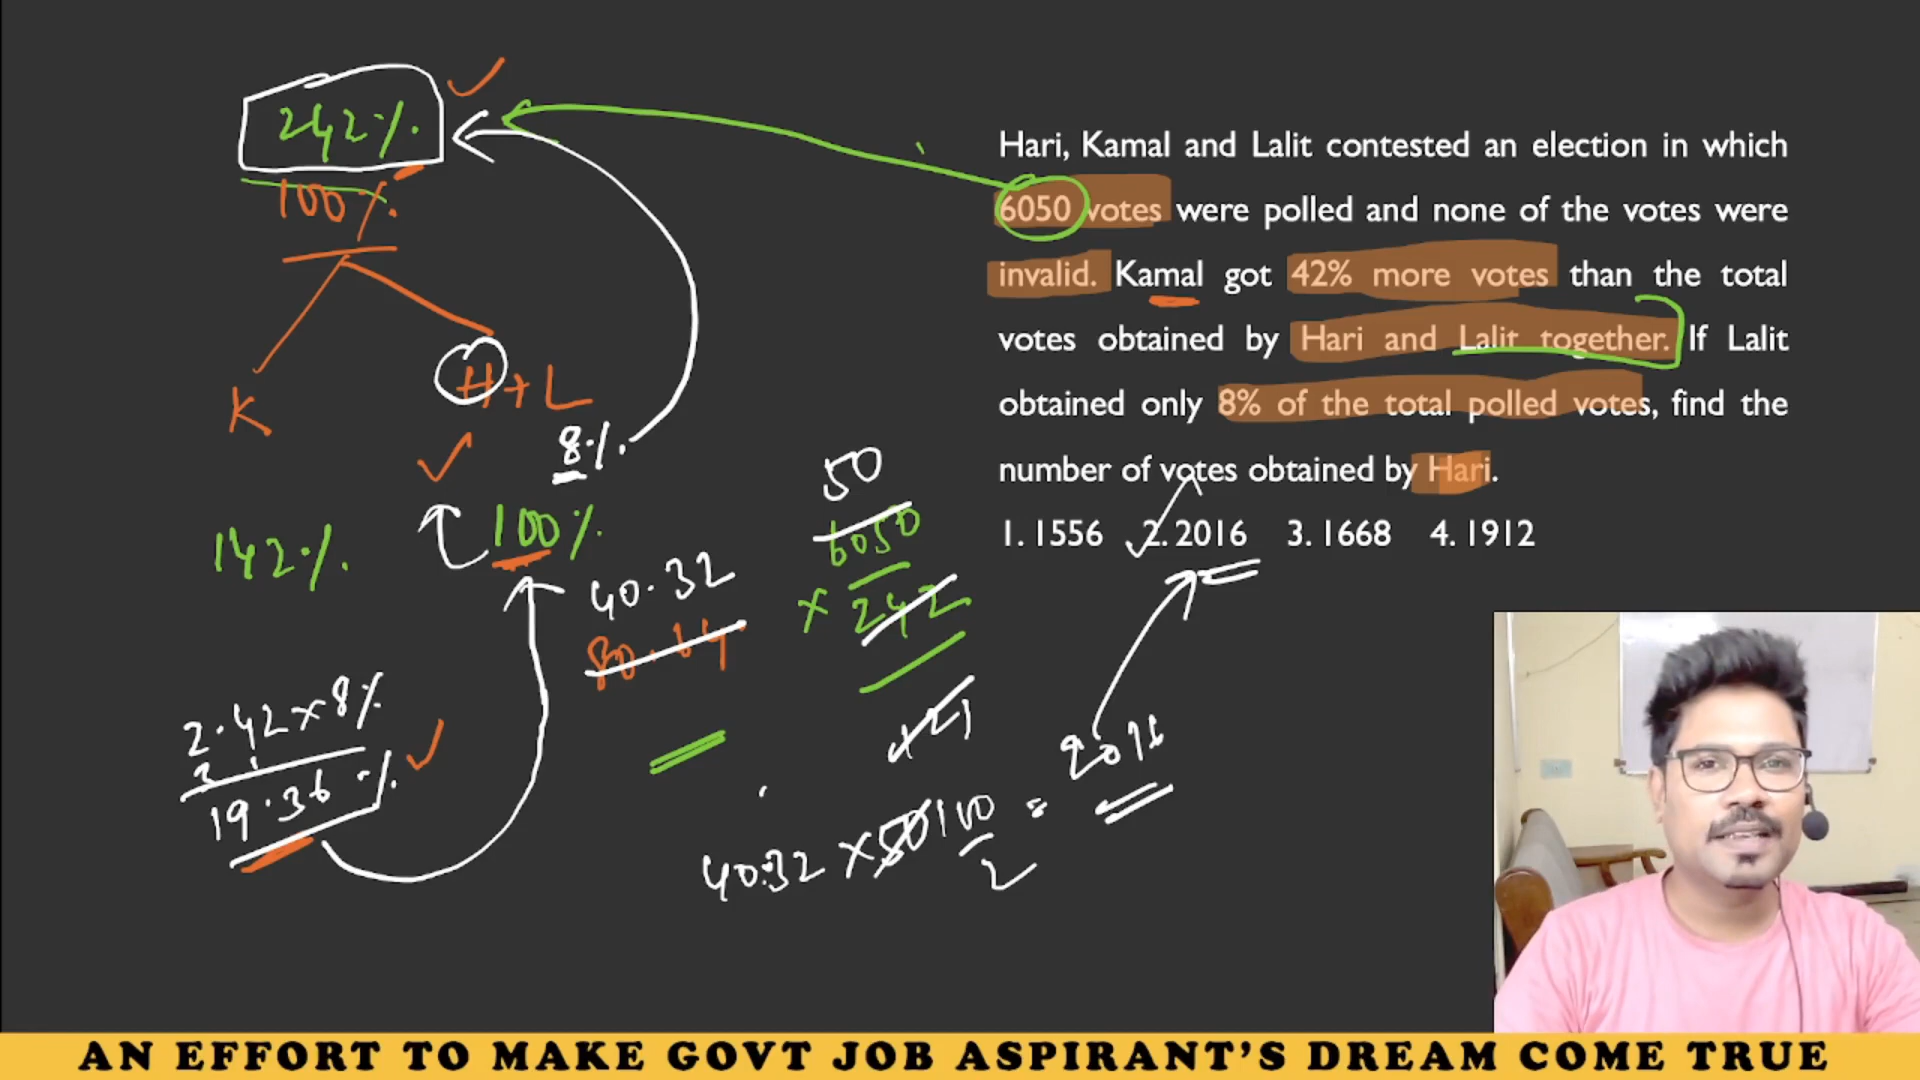 242%
100%
K
H + L
8%
142%
100%
2.42 x 8%
19.36%
40.32
80.64
50
6050
x 242
121
40.32 x 50 100 = 2016
2
Hari, Kamal and Lalit contested an election in which
6050 votes were polled and none of the votes were
invalid. Kamal got 42% more votes than the total
votes obtained by Hari and Lalit together. If Lalit
obtained only 8% of the total polled votes, find the
number of votes obtained by Hari.
1. 1556 2. 2016 3. 1668 4. 1912
AN EFFORT TO MAKE GOVT JOB ASPIRANT'S DREAM COME TRUE